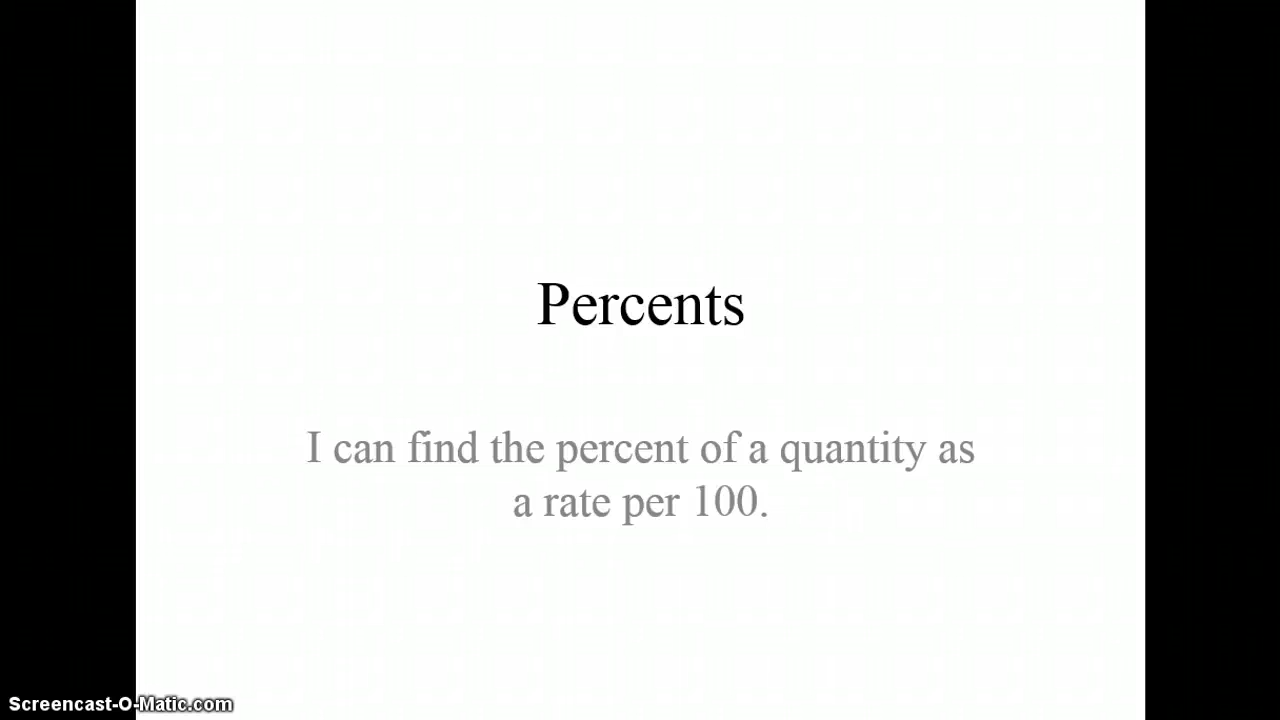 Percents
I can find the percent of a quantity as
a rate per 100.
Screencast-O-Matic.com